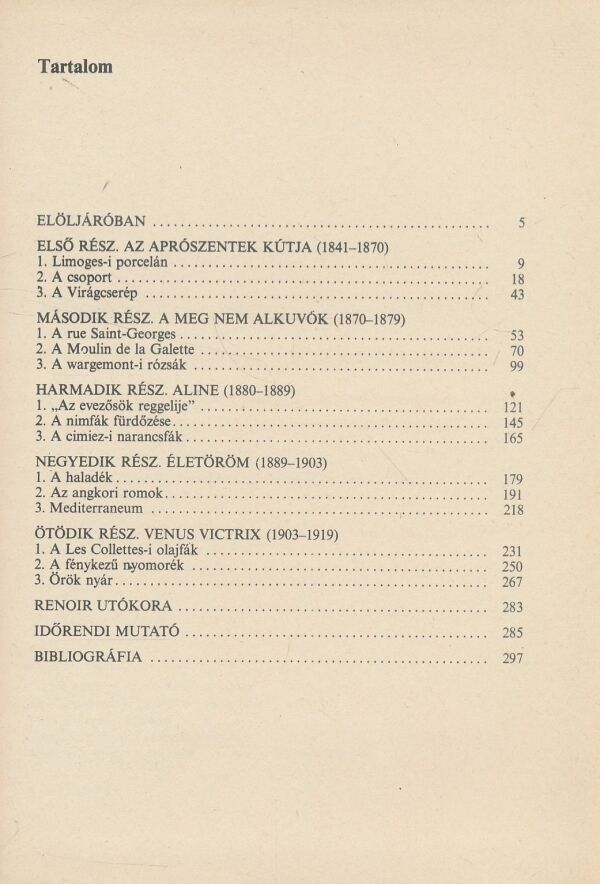 Tartalom
ELÖLJÁRÓBAN ........................................ 5
ELSŐ RÉSZ. AZ APRÓSZENTEK KÚTJA (1841–1870)
1. Limoges-i porcelán ........................................ 9
2. A csoport ........................................ 18
3. A Virágcserép ........................................ 43
MÁSODIK RÉSZ. A MEG NEM ALKUVÓK (1870–1879)
1. A rue Saint-Georges ........................................ 53
2. A Moulin de la Galette ........................................ 70
3. A wargemont-i rózsák ........................................ 99
HARMADIK RÉSZ. ALINE (1880–1889)
1. „Az evezősök reggelije” ........................................ 121
2. A nimfák fürdőzése ........................................ 145
3. A cimiez-i narancsfák ........................................ 165
NEGYEDIK RÉSZ. ÉLETÖRÖM (1889–1903)
1. A haladék ........................................ 179
2. Az angkori romok ........................................ 191
3. Mediterraneum ........................................ 218
ÖTÖDIK RÉSZ. VENUS VICTRIX (1903–1919)
1. A Les Collettes-i olajfák ........................................ 231
2. A fénykezű nyomorék ........................................ 250
3. Örök nyár ........................................ 267
RENOIR UTÓKORA ........................................ 283
IDŐRENDI MUTATÓ ........................................ 285
BIBLIOGRÁFIA ........................................ 297